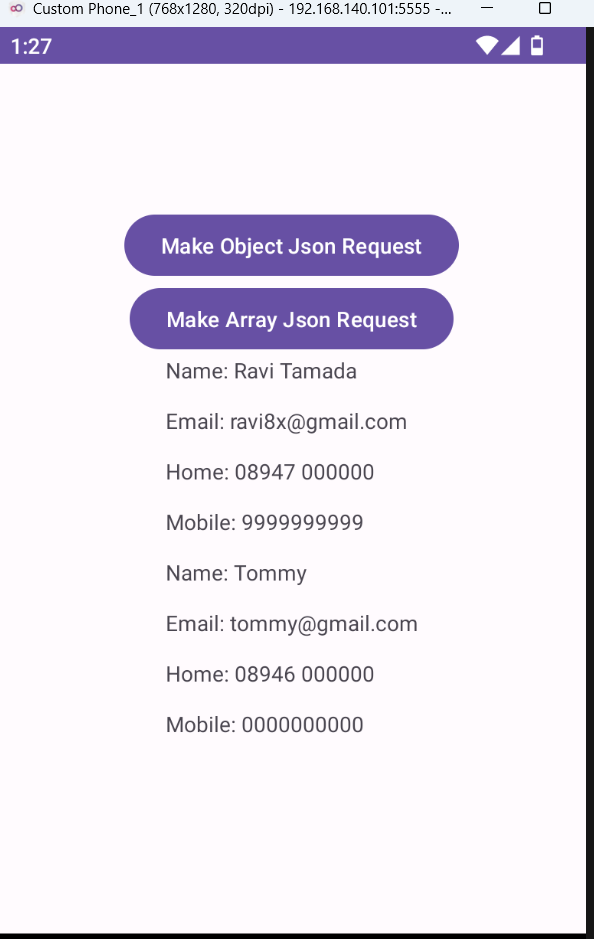 Custom Phone_1 (768x1280, 320dpi) - 192.168.140.101:5555 -...
1:27
Make Object Json Request
Make Array Json Request
Name: Ravi Tamada
Email: ravi8x@gmail.com
Home: 08947 000000
Mobile: 9999999999
Name: Tommy
Email: tommy@gmail.com
Home: 08946 000000
Mobile: 0000000000